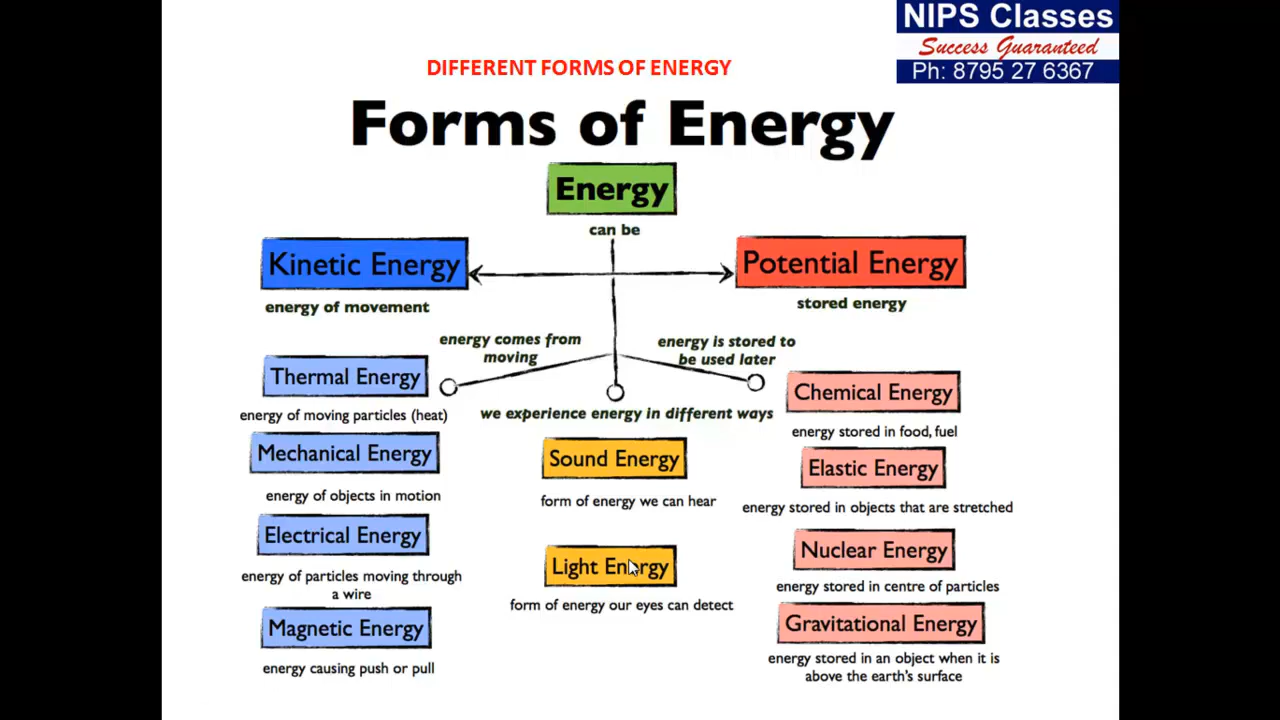 NIPS Classes
Success Guaranteed
Ph: 8795 27 6367
DIFFERENT FORMS OF ENERGY
Forms of Energy
Energy
can be
Kinetic Energy
energy of movement
Potential Energy
stored energy
energy comes from
moving
energy is stored to
be used later
we experience energy in different ways
Thermal Energy
energy of moving particles (heat)
Mechanical Energy
energy of objects in motion
Electrical Energy
energy of particles moving through
a wire
Magnetic Energy
energy causing push or pull
Sound Energy
form of energy we can hear
Light Energy
form of energy our eyes can detect
Chemical Energy
energy stored in food, fuel
Elastic Energy
energy stored in objects that are stretched
Nuclear Energy
energy stored in centre of particles
Gravitational Energy
energy stored in an object when it is
above the earth's surface